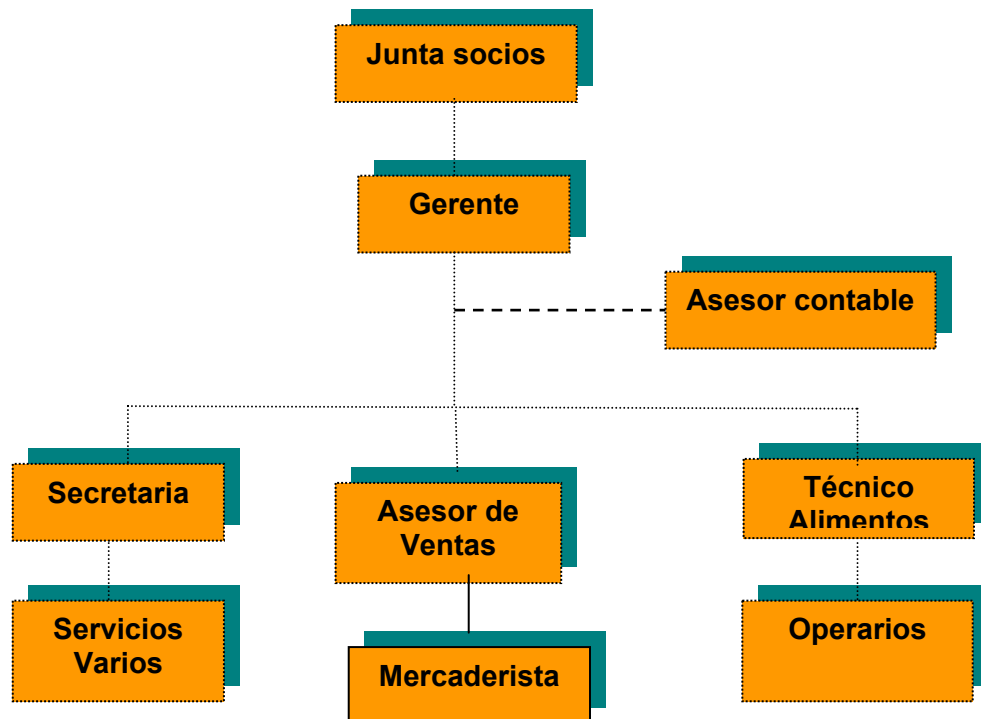 Junta socios
Gerente
Asesor contable
Secretaria
Asesor de
Ventas
Técnico
Alimentos
Servicios
Varios
Mercaderista
Operarios